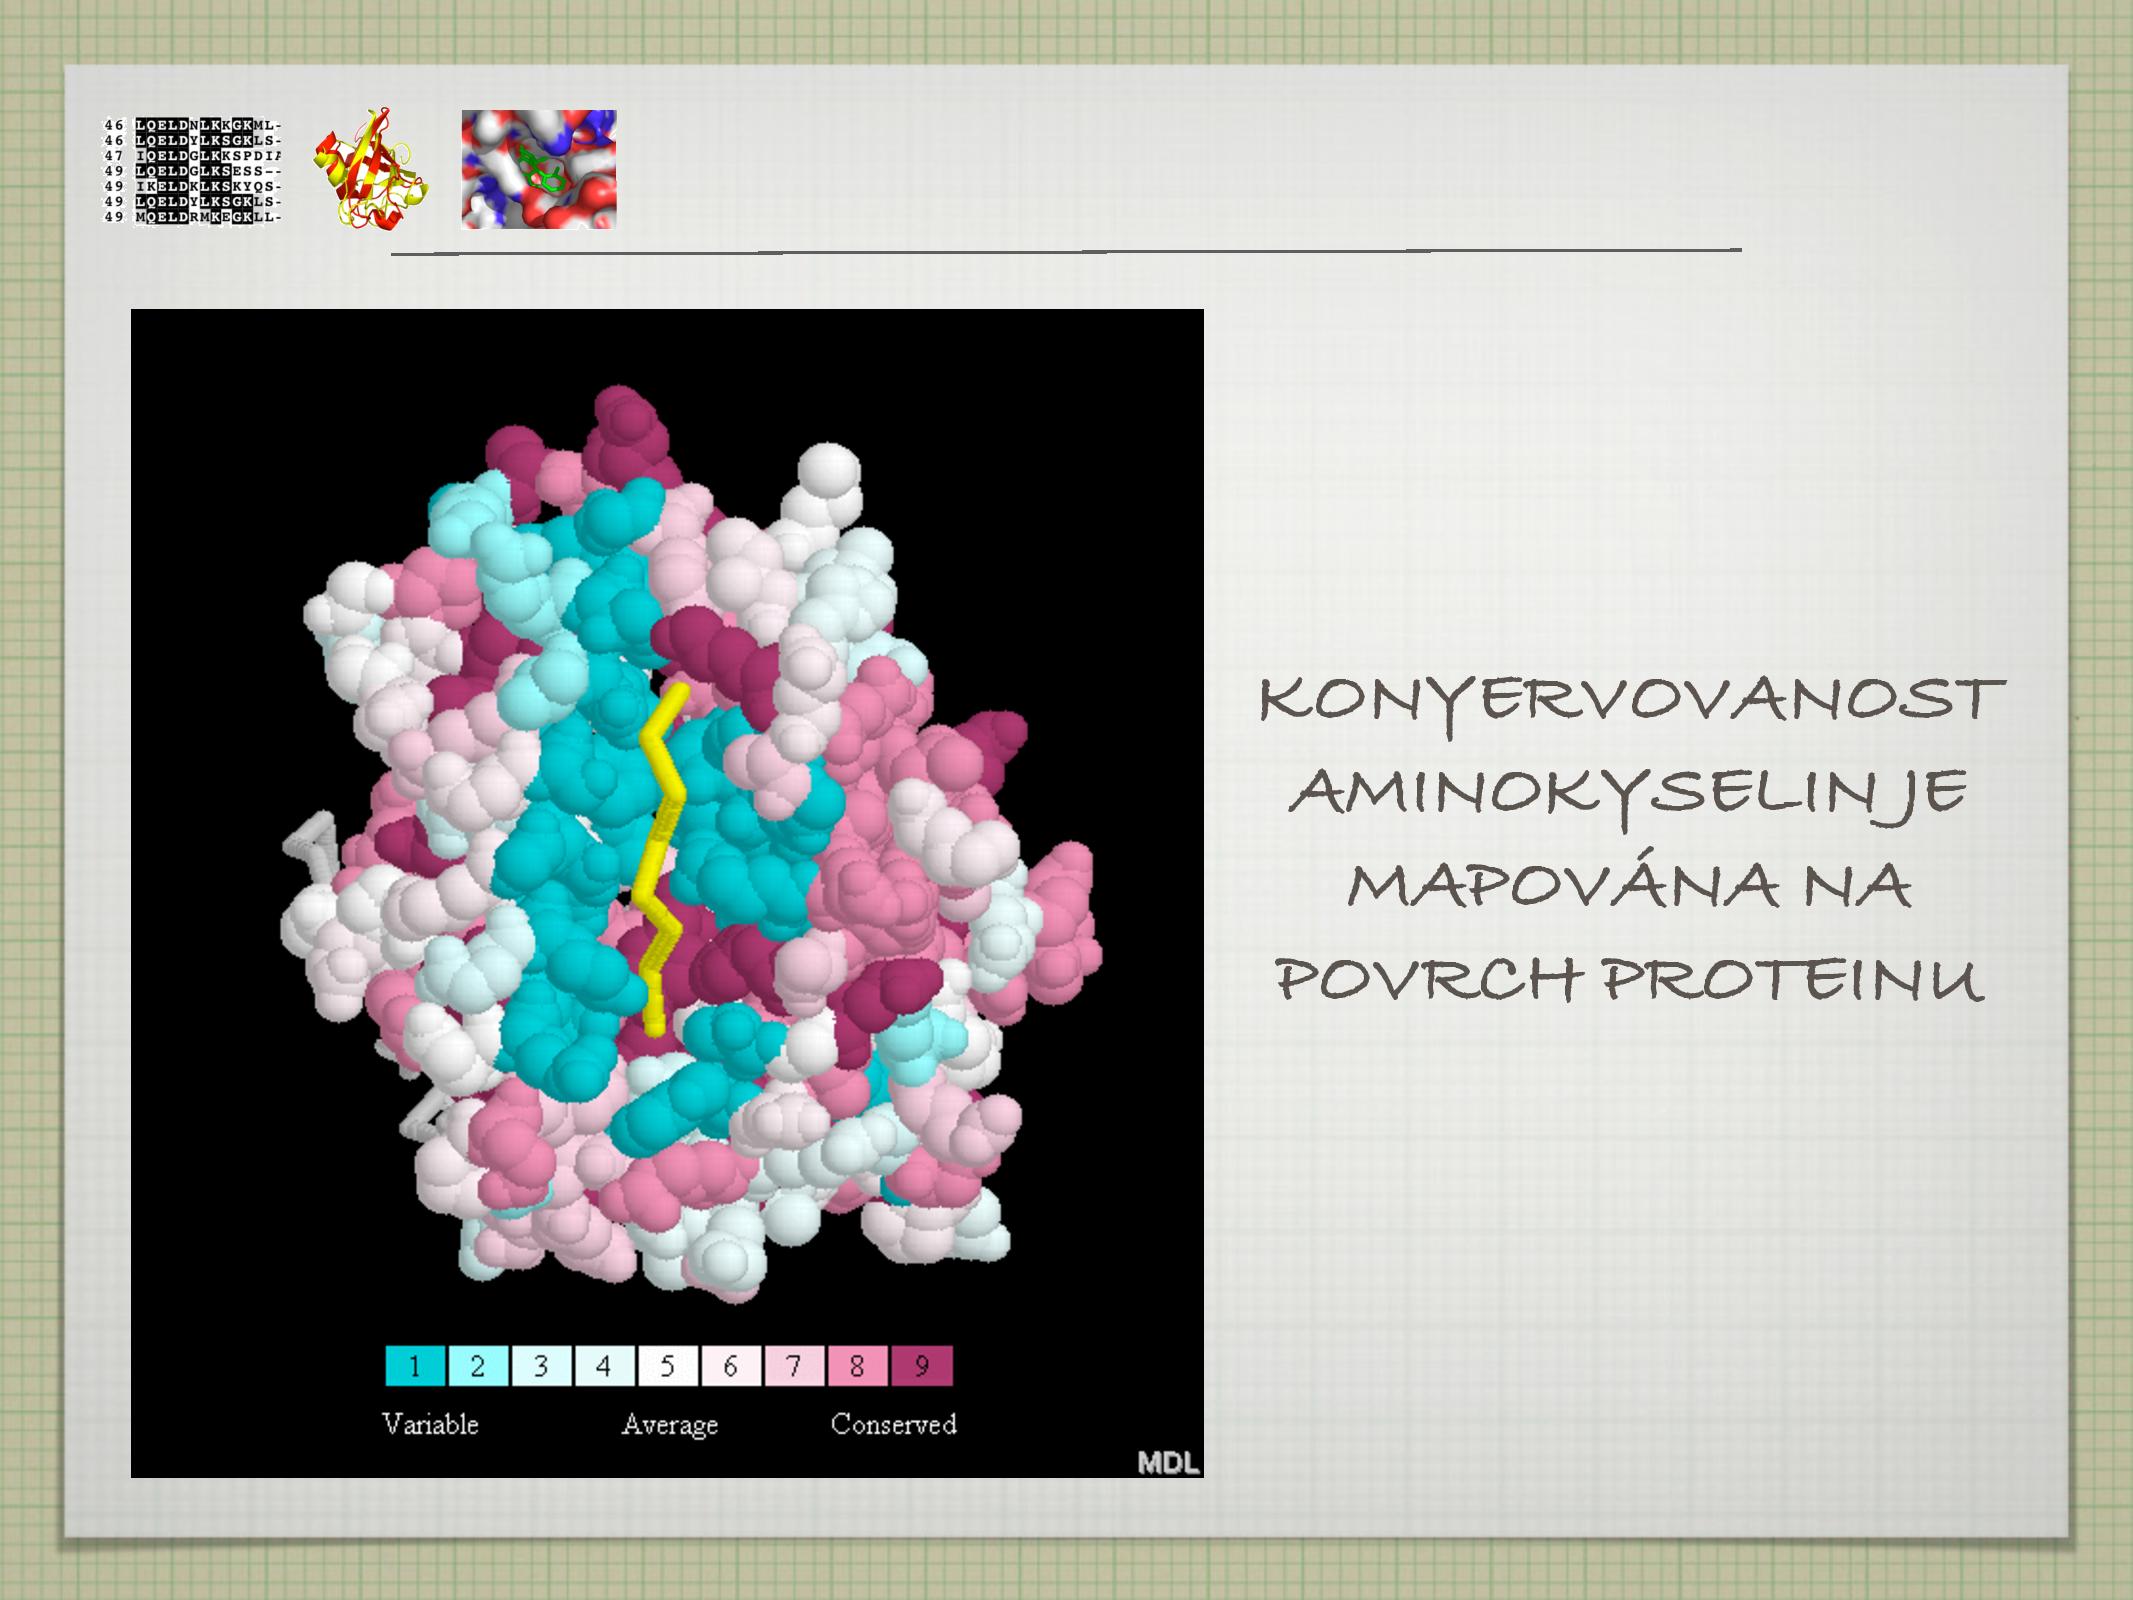 46 LQELDNLKKGKML-
46 LQELDYLKSGKLS-
47 IQELDGLKKSPDIA
49 LQELDGLKSESS--
49 IKELDKLKSKYQS-
49 LQELDYLKSGKLS-
49 MQELDRMKEGKLL-
KONYERVOVANOST
AMINOKYSELIN JE
MAPOVÁNA NA
POVRCH PROTEINU
1 2 3 4 5 6 7 8 9
Variable Average Conserved
MDL